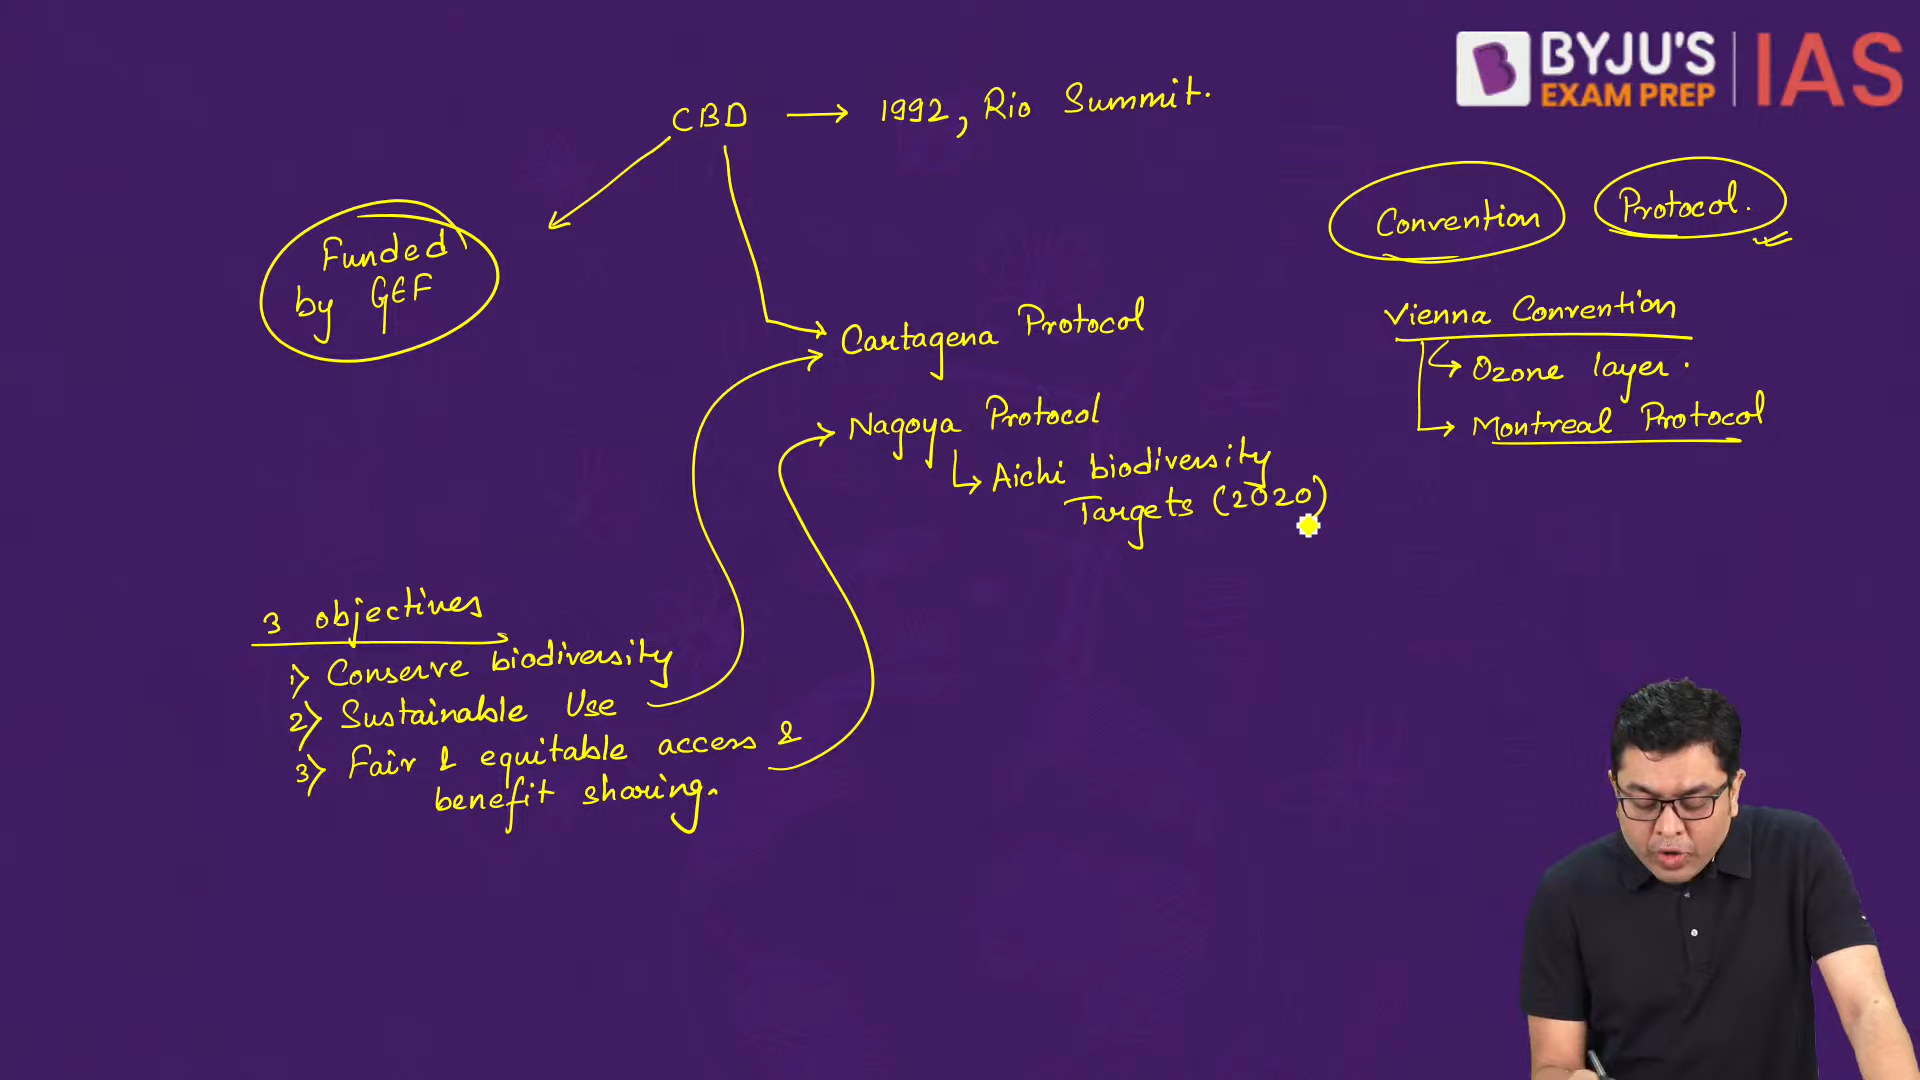 BYJU'S
EXAM PREP
IAS
CBD → 1992, Rio Summit.
Convention
Protocol.
Funded
by GEF
Vienna Convention
Ozone layer.
Montreal Protocol
Cartagena Protocol
Nagoya Protocol
Aichi biodiversity
Targets (2020)
3 objectives
1) Conserve biodiversity
2) Sustainable Use
3) Fair & equitable access &
benefit sharing.